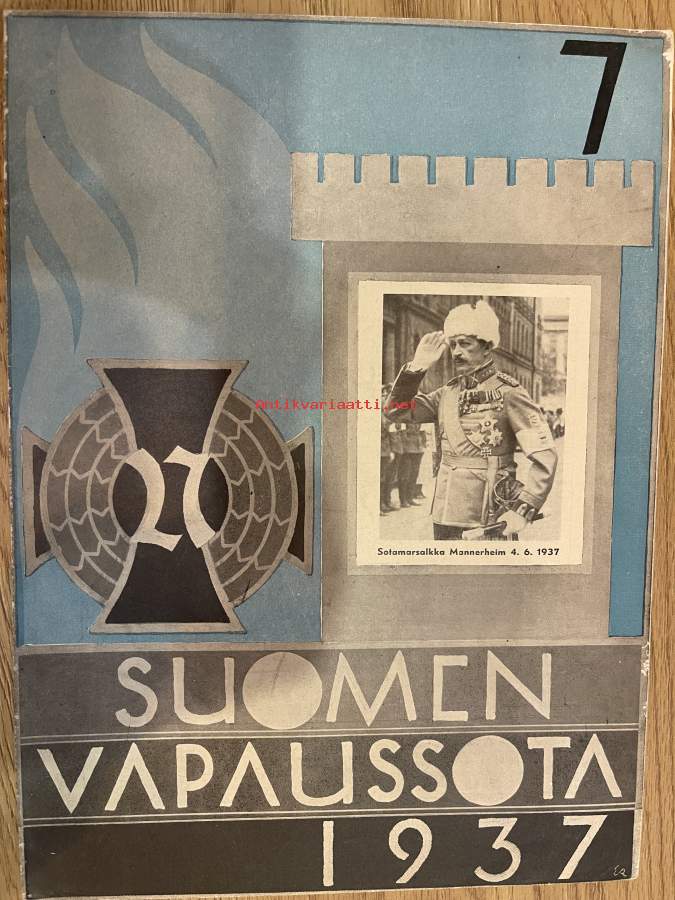 7
Antikvariaatti.net
Sotamarsalkka Mannerheim 4. 6. 1937
SUOMEN
VAPAUSSOTA
1937